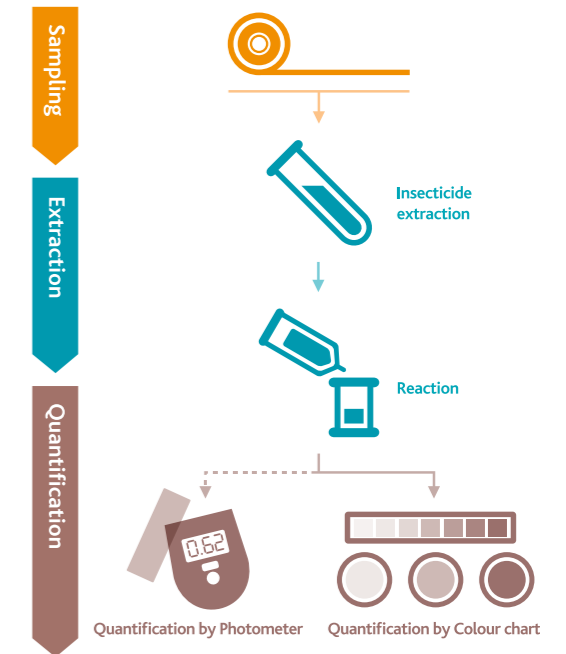 Sampling
Extraction
Insecticide
extraction
Reaction
Quantification
0.62
Quantification by Photometer
Quantification by Colour chart